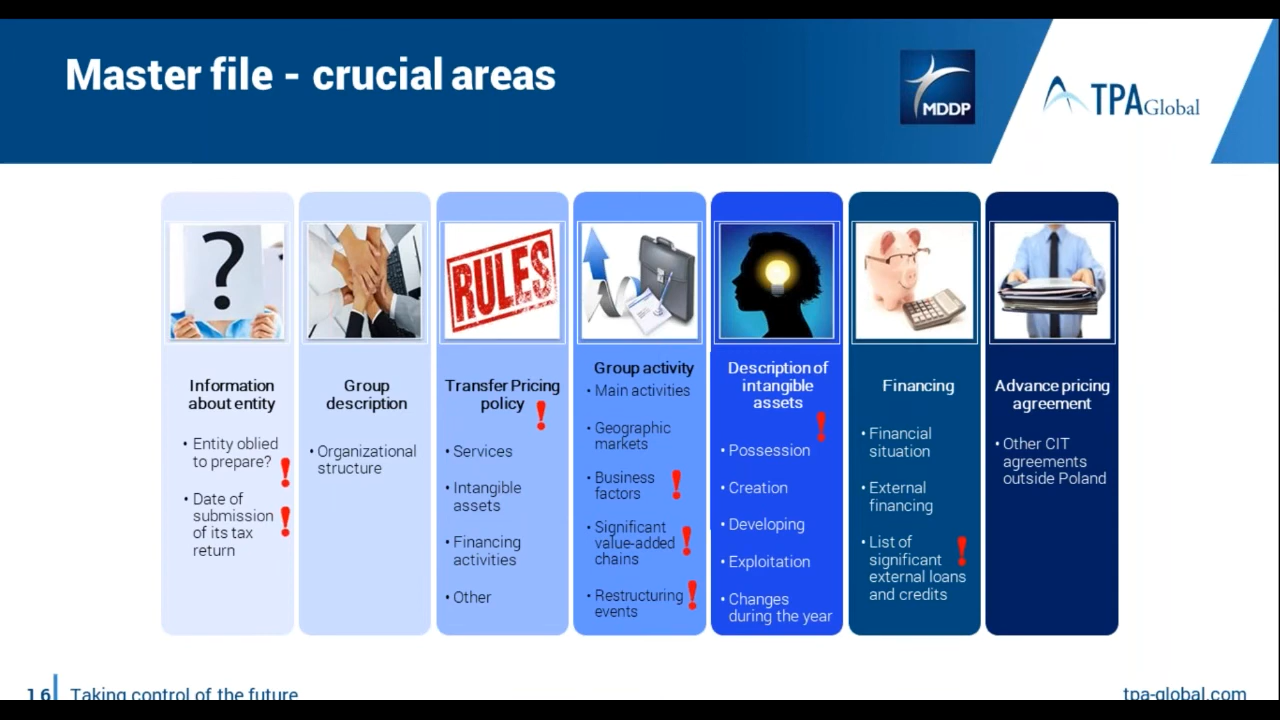 Master file - crucial areas
MDDP
TPA Global
?
RULES
Information
about entity
• Entity oblied
to prepare?
• Date of
submission
of its tax
return
Group
description
• Organizational
structure
Transfer Pricing
policy
• Services
• Intangible
assets
• Financing
activities
• Other
Group activity
• Main activities
• Geographic
markets
• Business
factors
• Significant
value-added
chains
• Restructuring
events
Description of
intangible
assets
• Possession
• Creation
• Developing
• Exploitation
• Changes
during the year
Financing
• Financial
situation
• External
financing
• List of
significant
external loans
and credits
Advance pricing
agreement
• Other CIT
agreements
outside Poland
16
Taking control of the future
tpa-global.com